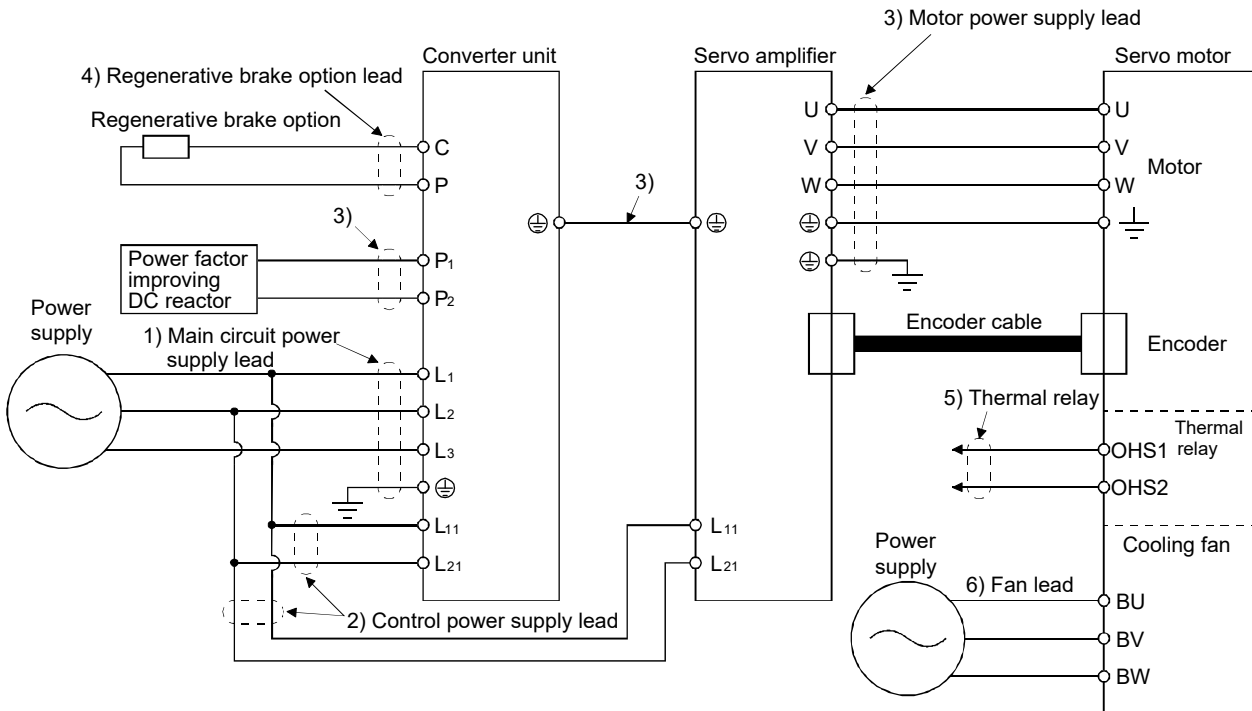 3) Motor power supply lead
Converter unit
Servo amplifier
Servo motor
4) Regenerative brake option lead
Regenerative brake option
C
P
3)
Power factor
improving
DC reactor
P1
P2
Power
supply
1) Main circuit power
supply lead
L1
L2
L3
L11
L21
2) Control power supply lead
3)
U
V
W
L11
L21
U
V
W
Motor
Encoder cable
Encoder
5) Thermal relay
Thermal
relay
OHS1
OHS2
Cooling fan
Power
supply
6) Fan lead
BU
BV
BW